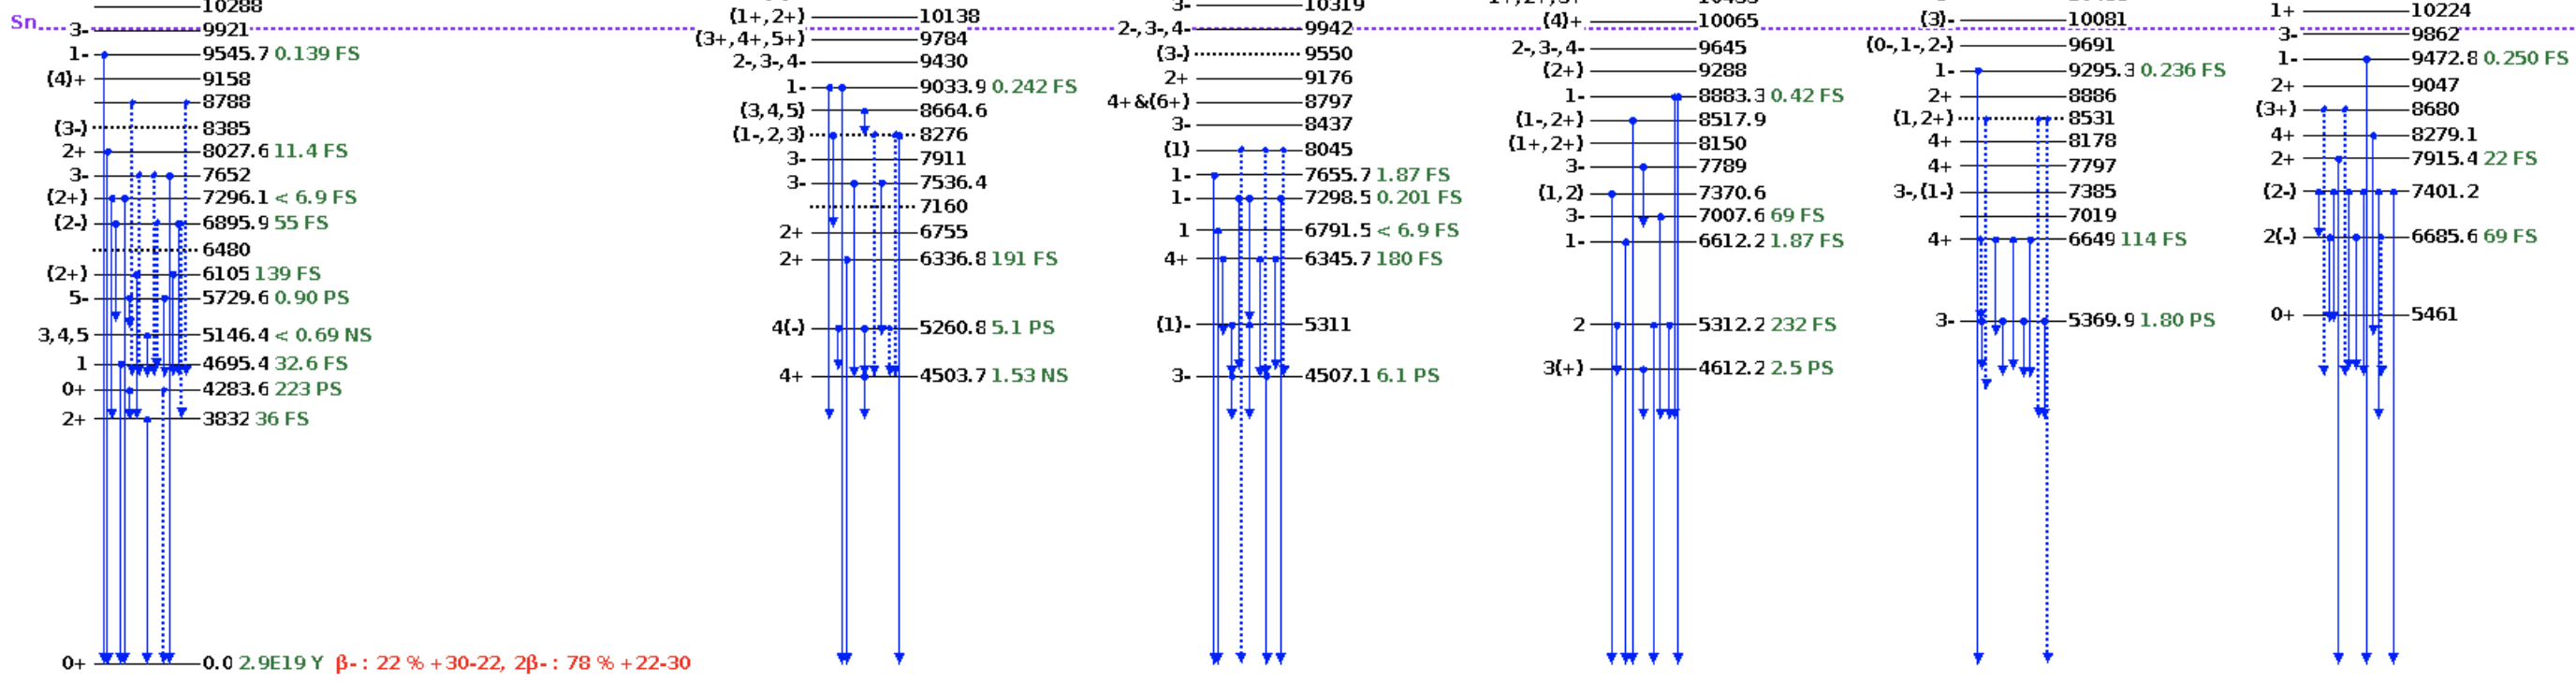 10288
Sn
3- 9921
1- 9545.7 0.139 FS
(4)+ 9158
8788
(3-) 8385
2+ 8027.6 11.4 FS
3- 7652
(2+) 7296.1 < 6.9 FS
(2-) 6895.9 55 FS
6480
(2+) 6105 139 FS
5- 5729.6 0.90 PS
3,4,5 5146.4 < 0.69 NS
1 4695.4 32.6 FS
0+ 4283.6 223 PS
2+ 3832 36 FS
0+ 0.0 2.9E19 Y β- : 22 % +30-22, 2β- : 78 % +22-30
(1+,2+) 10138
(3+,4+,5+) 9784
2-,3-,4- 9430
1- 9033.9 0.242 FS
(3,4,5) 8664.6
(1-,2,3) 8276
3- 7911
3- 7536.4
7160
2+ 6755
2+ 6336.8 191 FS
4(-) 5260.8 5.1 PS
4+ 4503.7 1.53 NS
3- 10319
2-,3-,4- 9942
(3-) 9550
2+ 9176
4+&(6+) 8797
3- 8437
(1) 8045
1- 7655.7 1.87 FS
1- 7298.5 0.201 FS
1 6791.5 < 6.9 FS
4+ 6345.7 180 FS
(1)- 5311
3- 4507.1 6.1 PS
(4)+ 10065
2-,3-,4- 9645
(2+) 9288
1- 8883.3 0.42 FS
(1-,2+) 8517.9
(1+,2+) 8150
3- 7789
(1,2) 7370.6
3- 7007.6 69 FS
1- 6612.2 1.87 FS
2 5312.2 232 FS
3(+) 4612.2 2.5 PS
(3)- 10081
(0-,1-,2-) 9691
1- 9295.3 0.236 FS
2+ 8886
(1,2+) 8531
4+ 8178
4+ 7797
3-,(1-) 7385
7019
4+ 6649 114 FS
3- 5369.9 1.80 PS
1+ 10224
3- 9862
1- 9472.8 0.250 FS
2+ 9047
(3+) 8680
4+ 8279.1
2+ 7915.4 22 FS
(2-) 7401.2
2(-) 6685.6 69 FS
0+ 5461